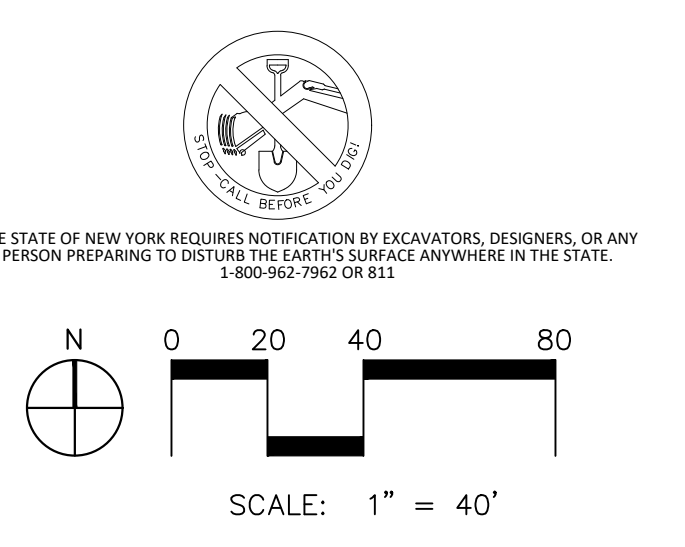 STOP - CALL BEFORE YOU DIG!
E STATE OF NEW YORK REQUIRES NOTIFICATION BY EXCAVATORS, DESIGNERS, OR ANY
PERSON PREPARING TO DISTURB THE EARTH'S SURFACE ANYWHERE IN THE STATE.
1-800-962-7962 OR 811
N 0 20 40 80
SCALE: 1" = 40'